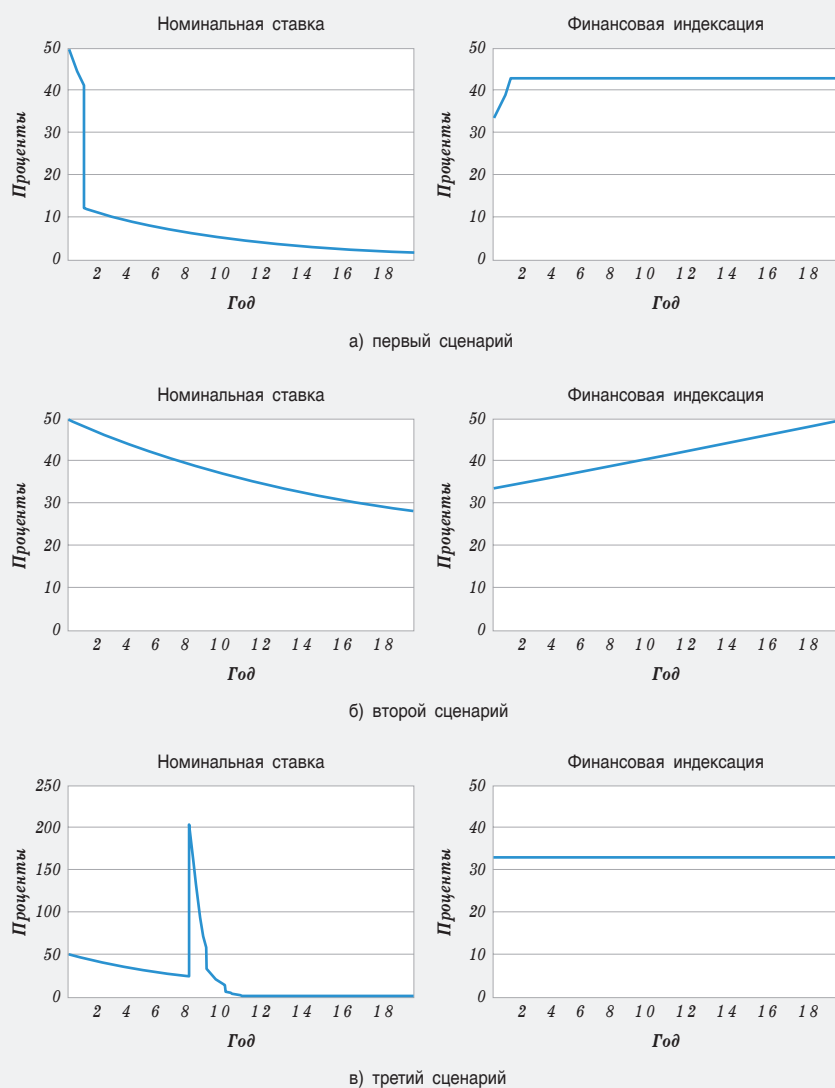 Номинальная ставка
Финансовая индексация
Проценты
50
40
30
20
10
0
2 4 6 8 10 12 14 16 18
Год
Проценты
50
40
30
20
10
0
2 4 6 8 10 12 14 16 18
Год
а) первый сценарий
Номинальная ставка
Финансовая индексация
Проценты
50
40
30
20
10
0
2 4 6 8 10 12 14 16 18
Год
Проценты
50
40
30
20
10
0
2 4 6 8 10 12 14 16 18
Год
б) второй сценарий
Номинальная ставка
Финансовая индексация
Проценты
250
200
150
100
50
0
2 4 6 8 10 12 14 16 18
Год
Проценты
50
40
30
20
10
0
2 4 6 8 10 12 14 16 18
Год
в) третий сценарий